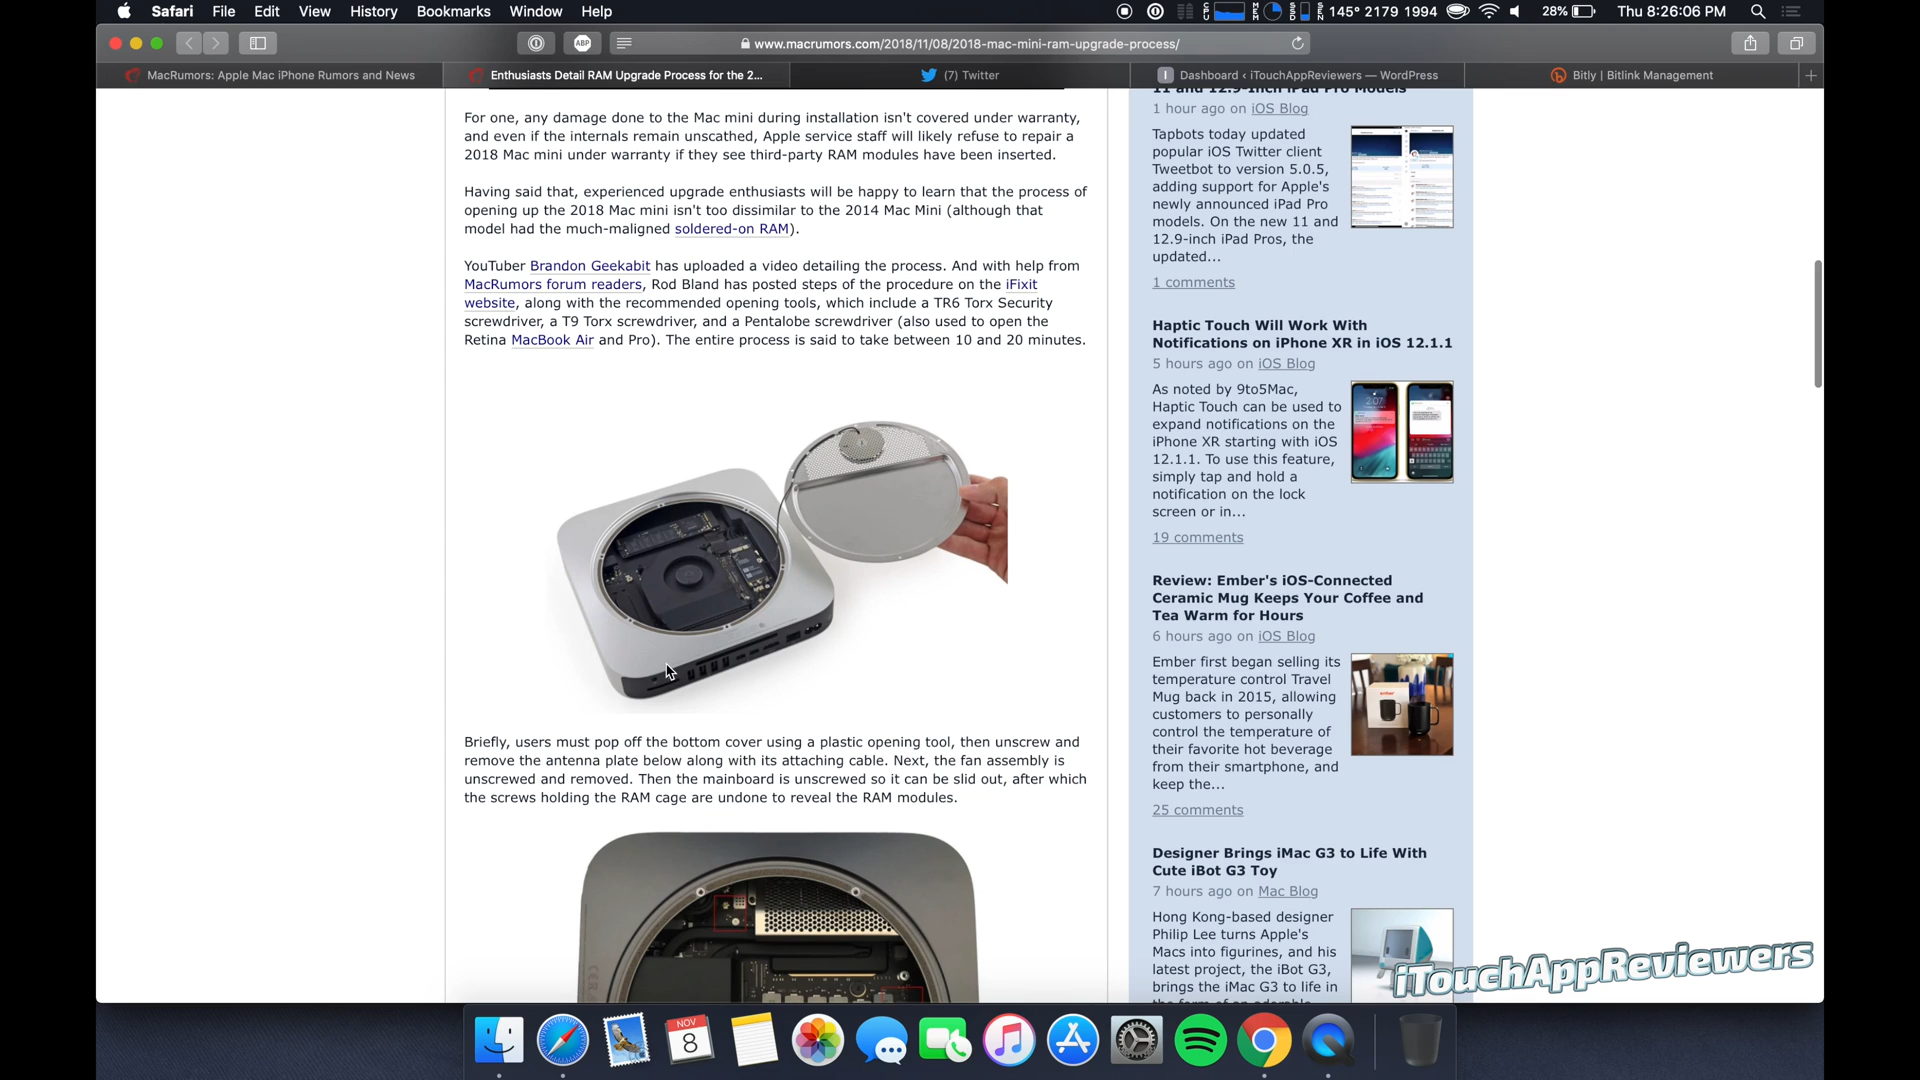 Safari File Edit View History Bookmarks Window Help
145° 2179 1994 28% Thu 8:26:06 PM
ABP
www.macrumors.com/2018/11/08/2018-mac-mini-ram-upgrade-process/
MacRumors: Apple Mac iPhone Rumors and News
Enthusiasts Detail RAM Upgrade Process for the 2...
(7) Twitter
Dashboard ‹ iTouchAppReviewers — WordPress
Bitly | Bitlink Management
For one, any damage done to the Mac mini during installation isn't covered under warranty,
and even if the internals remain unscathed, Apple service staff will likely refuse to repair a
2018 Mac mini under warranty if they see third-party RAM modules have been inserted.
Having said that, experienced upgrade enthusiasts will be happy to learn that the process of
opening up the 2018 Mac mini isn't too dissimilar to the 2014 Mac Mini (although that
model had the much-maligned soldered-on RAM).
YouTuber Brandon Geekabit has uploaded a video detailing the process. And with help from
MacRumors forum readers, Rod Bland has posted steps of the procedure on the iFixit
website, along with the recommended opening tools, which include a TR6 Torx Security
screwdriver, a T9 Torx screwdriver, and a Pentalobe screwdriver (also used to open the
Retina MacBook Air and Pro). The entire process is said to take between 10 and 20 minutes.
Briefly, users must pop off the bottom cover using a plastic opening tool, then unscrew and
remove the antenna plate below along with its attaching cable. Next, the fan assembly is
unscrewed and removed. Then the mainboard is unscrewed so it can be slid out, after which
the screws holding the RAM cage are undone to reveal the RAM modules.
11 and 12.9-Inch iPad Pro Models
1 hour ago on iOS Blog
Tapbots today updated
popular iOS Twitter client
Tweetbot to version 5.0.5,
adding support for Apple's
newly announced iPad Pro
models. On the new 11 and
12.9-inch iPad Pros, the
updated...
1 comments
Haptic Touch Will Work With
Notifications on iPhone XR in iOS 12.1.1
5 hours ago on iOS Blog
As noted by 9to5Mac,
Haptic Touch can be used to
expand notifications on the
iPhone XR starting with iOS
12.1.1. To use this feature,
simply tap and hold a
notification on the lock
screen or in...
19 comments
Review: Ember's iOS-Connected
Ceramic Mug Keeps Your Coffee and
Tea Warm for Hours
6 hours ago on iOS Blog
Ember first began selling its
temperature control Travel
Mug back in 2015, allowing
customers to personally
control the temperature of
their favorite hot beverage
from their smartphone, and
keep the...
25 comments
Designer Brings iMac G3 to Life With
Cute iBot G3 Toy
7 hours ago on Mac Blog
Hong Kong-based designer
Philip Lee turns Apple's
Macs into figurines, and his
latest project, the iBot G3,
brings the iMac G3 to life in
iTouchAppReviewers
NOV
8